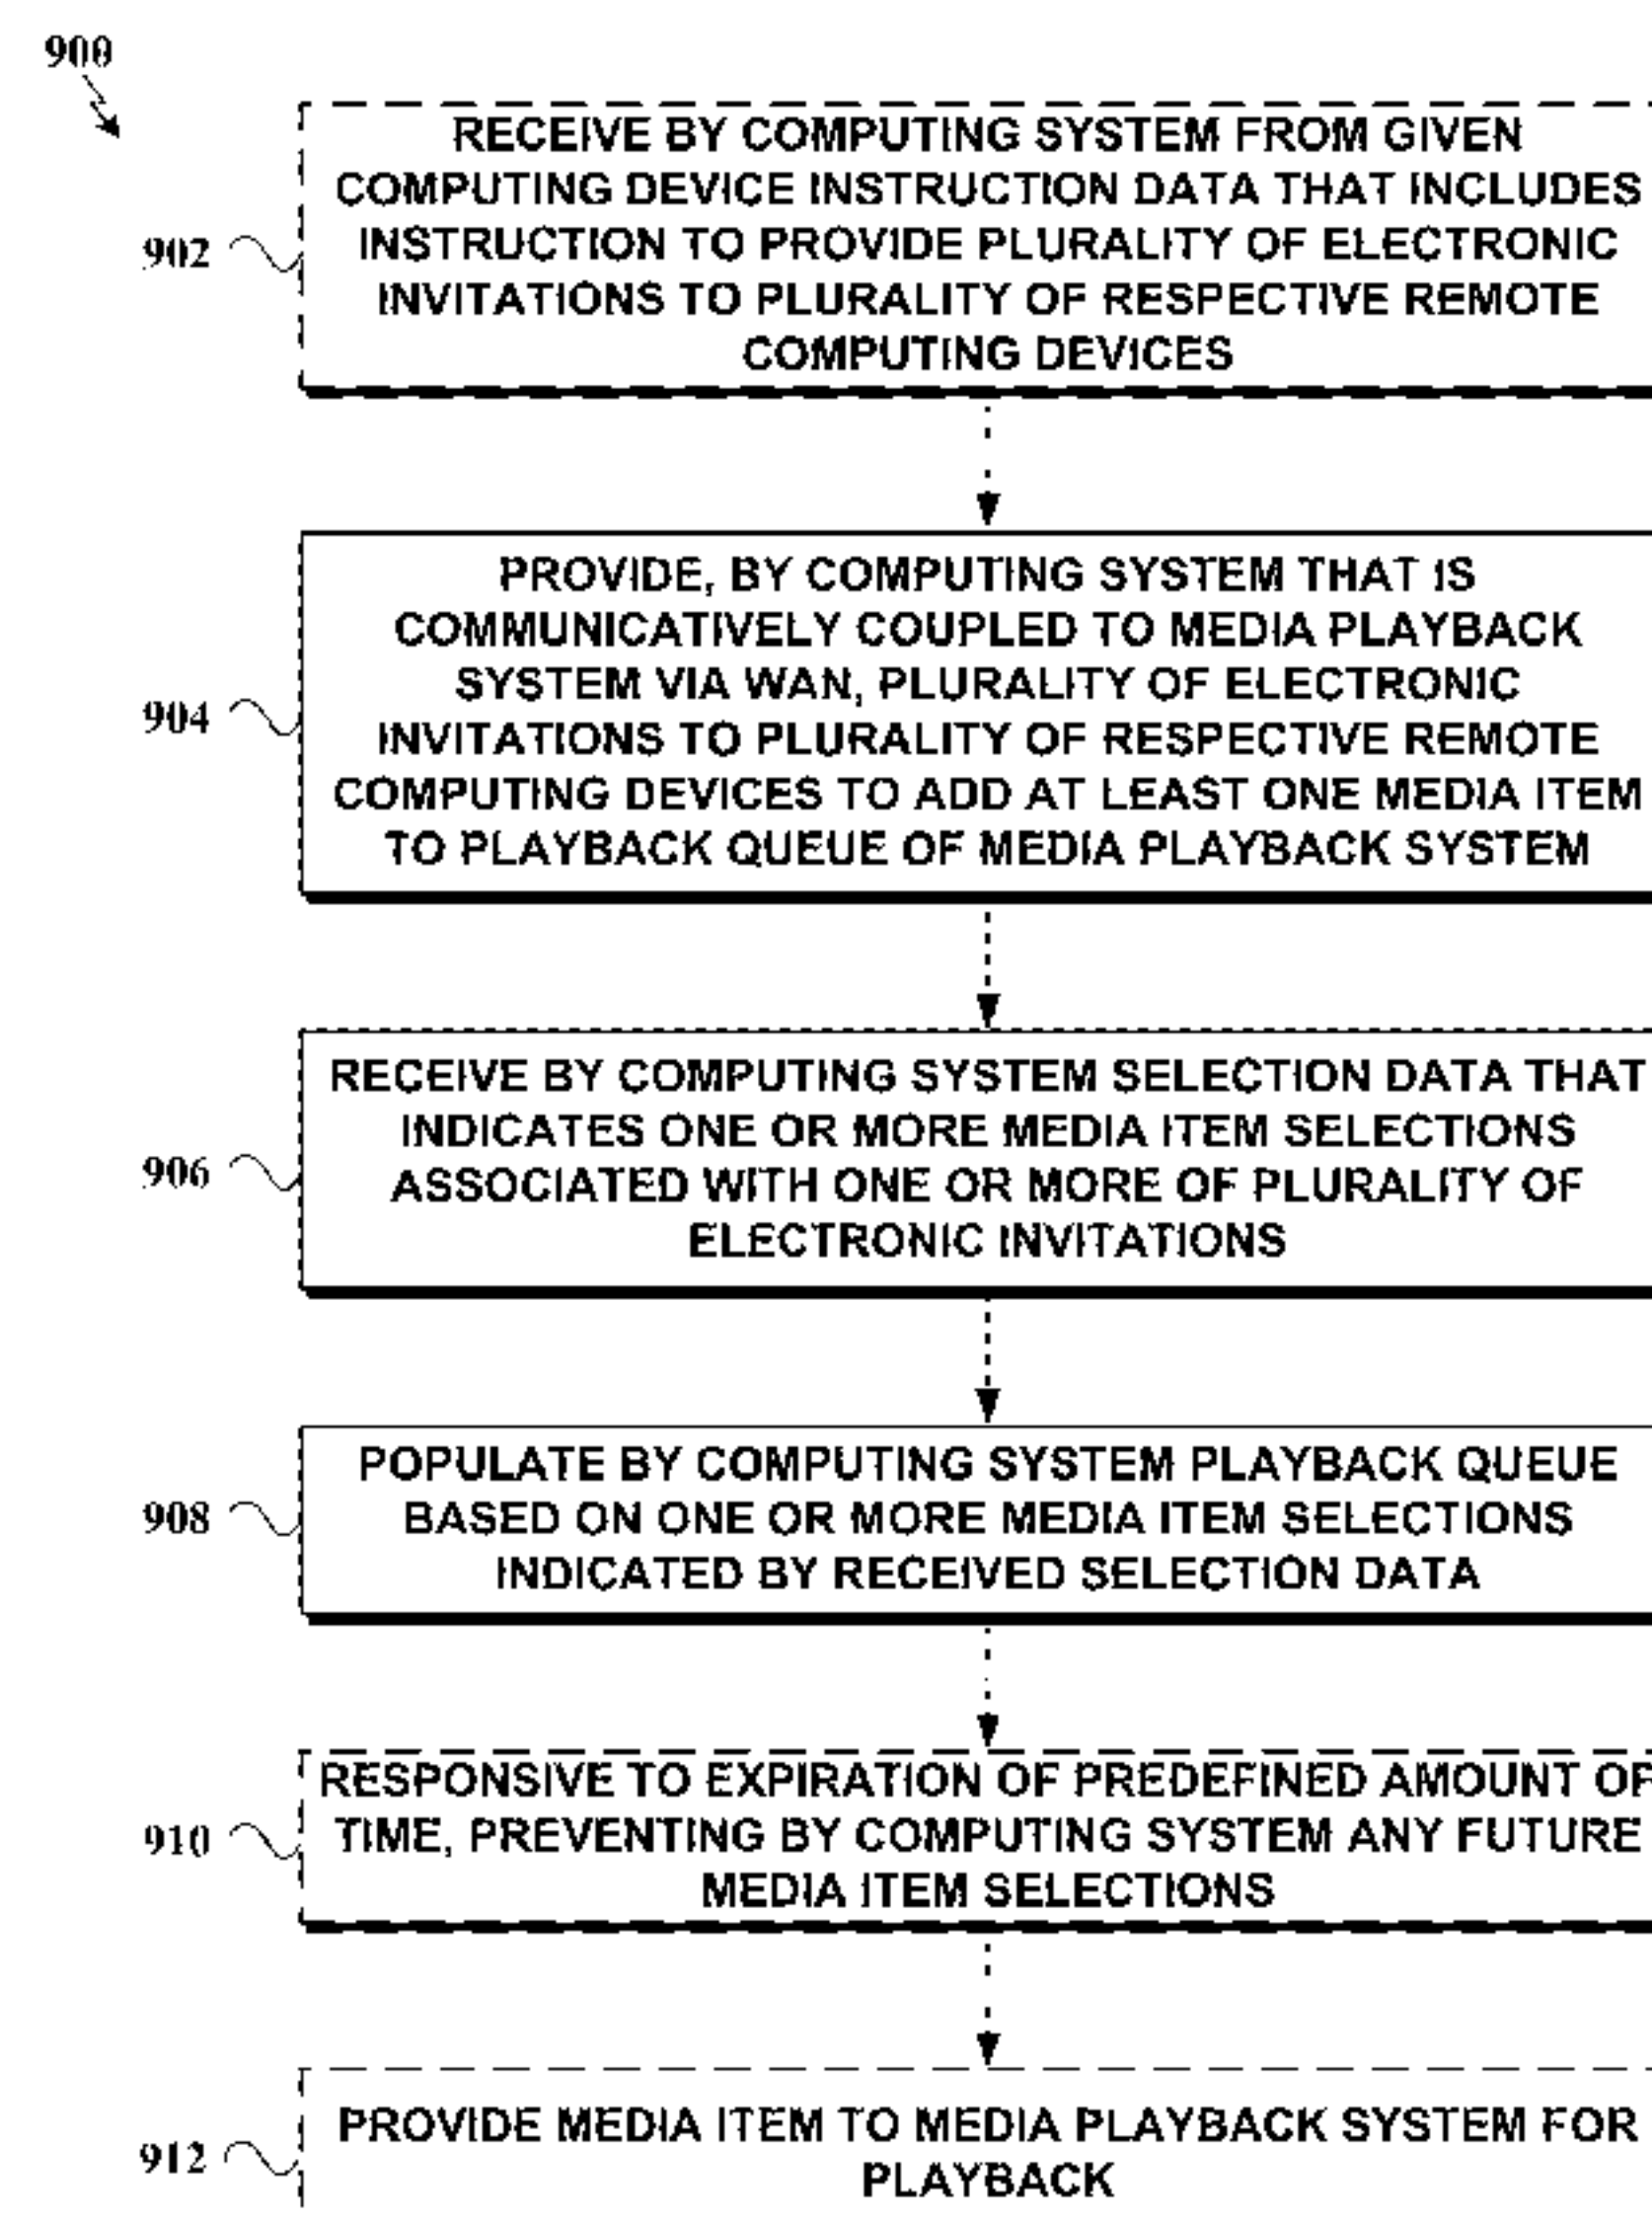 900
RECEIVE BY COMPUTING SYSTEM FROM GIVEN
COMPUTING DEVICE INSTRUCTION DATA THAT INCLUDES
INSTRUCTION TO PROVIDE PLURALITY OF ELECTRONIC
INVITATIONS TO PLURALITY OF RESPECTIVE REMOTE
COMPUTING DEVICES
902
PROVIDE, BY COMPUTING SYSTEM THAT IS
COMMUNICATIVELY COUPLED TO MEDIA PLAYBACK
SYSTEM VIA WAN, PLURALITY OF ELECTRONIC
INVITATIONS TO PLURALITY OF RESPECTIVE REMOTE
COMPUTING DEVICES TO ADD AT LEAST ONE MEDIA ITEM
TO PLAYBACK QUEUE OF MEDIA PLAYBACK SYSTEM
904
RECEIVE BY COMPUTING SYSTEM SELECTION DATA THAT
INDICATES ONE OR MORE MEDIA ITEM SELECTIONS
ASSOCIATED WITH ONE OR MORE OF PLURALITY OF
ELECTRONIC INVITATIONS
906
POPULATE BY COMPUTING SYSTEM PLAYBACK QUEUE
BASED ON ONE OR MORE MEDIA ITEM SELECTIONS
INDICATED BY RECEIVED SELECTION DATA
908
RESPONSIVE TO EXPIRATION OF PREDEFINED AMOUNT OF
TIME, PREVENTING BY COMPUTING SYSTEM ANY FUTURE
MEDIA ITEM SELECTIONS
910
PROVIDE MEDIA ITEM TO MEDIA PLAYBACK SYSTEM FOR
PLAYBACK
912